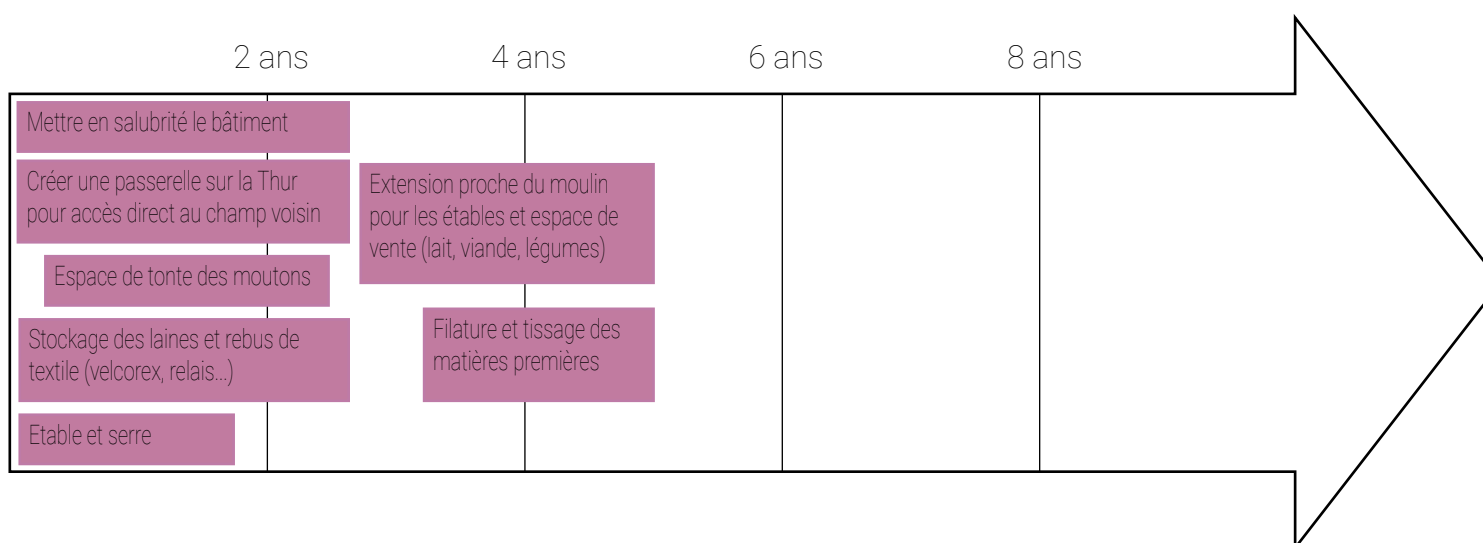 2 ans
4 ans
6 ans
8 ans
Mettre en salubrité le bâtiment
Créer une passerelle sur la Thur
pour accès direct au champ voisin
Espace de tonte des moutons
Stockage des laines et rebus de
textile (velcorex, relais...)
Etable et serre
Extension proche du moulin
pour les étables et espace de
vente (lait, viande, légumes)
Filature et tissage des
matières premières